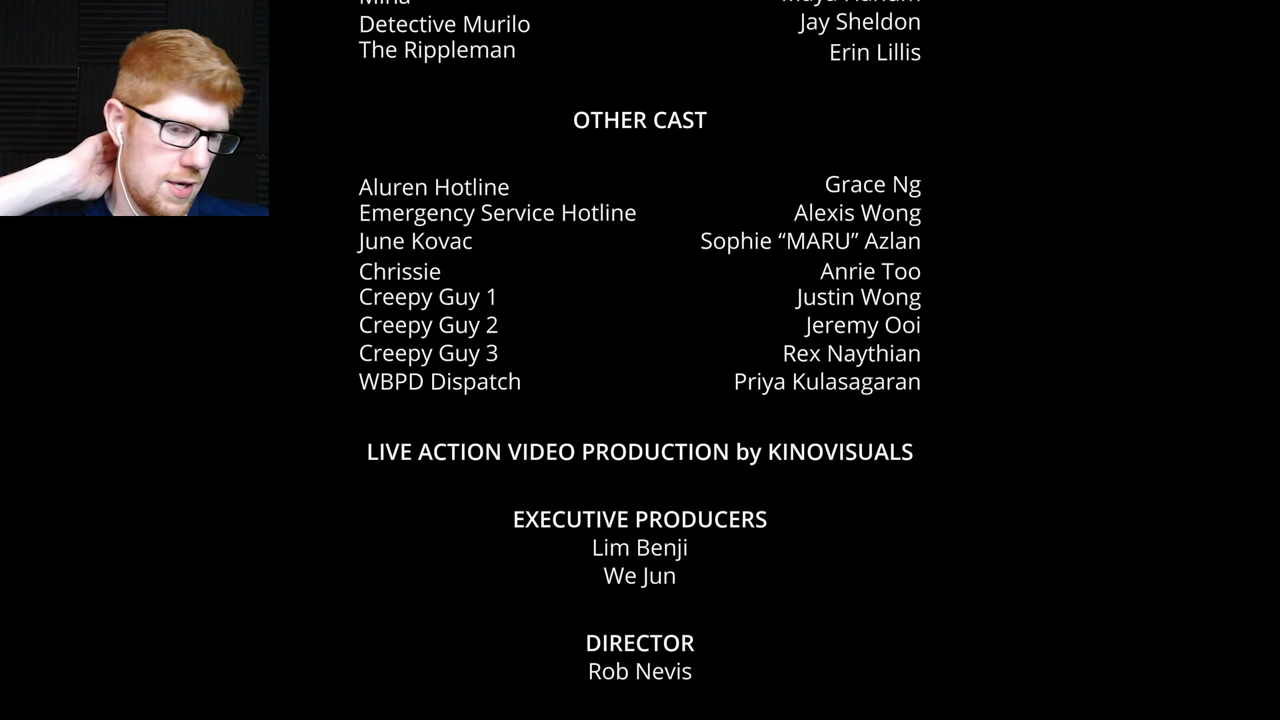 Detective Murilo Jay Sheldon
The Rippleman Erin Lillis
OTHER CAST
Aluren Hotline Grace Ng
Emergency Service Hotline Alexis Wong
June Kovac Sophie “MARU” Azlan
Chrissie Anrie Too
Creepy Guy 1 Justin Wong
Creepy Guy 2 Jeremy Ooi
Creepy Guy 3 Rex Naythian
WBPD Dispatch Priya Kulasagaran
LIVE ACTION VIDEO PRODUCTION by KINOVISUALS
EXECUTIVE PRODUCERS
Lim Benji
We Jun
DIRECTOR
Rob Nevis